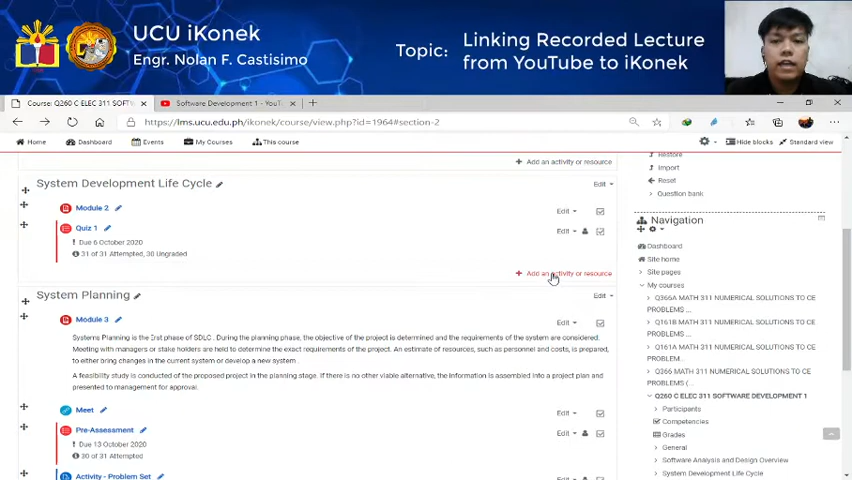 UCU iKonek
Engr. Nolan F. Castisimo
Topic:
Linking Recorded Lecture
from YouTube to iKonek
Course: Q260 C ELEC 311 SOFTW
Software Development 1 - YouT
https://lms.ucu.edu.ph/ikonek/course/view.php?id=1964#section-2
Home
Dashboard
Events
My Courses
This course
Hide blocks
Standard view
Add an activity or resource
Restore
Import
Reset
Question bank
System Development Life Cycle
Edit
Module 2
Edit
Quiz 1
Edit
Due 6 October 2020
31 of 31 Attempted, 30 Ungraded
Add an activity or resource
System Planning
Edit
Module 3
Edit
Systems Planning is the first phase of SDLC . During the planning phase, the objective of the project is determined and the requirements of the system are considered.
Meeting with managers or stake holders are held to determine the exact requirements of the project. An estimate of resources, such as personnel and costs, is prepared,
to either bring changes in the current system or develop a new system.
A feasibility study is conducted of the proposed project in the planning stage. If there is no other viable alternative, the information is assembled into a project plan and
presented to management for approval.
Meet
Edit
Pre-Assessment
Edit
Due 13 October 2020
30 of 31 Attempted
Activity - Problem Set
Navigation
Dashboard
Site home
Site pages
My courses
Q366A MATH 311 NUMERICAL SOLUTIONS TO CE
PROBLEMS ...
Q161B MATH 311 NUMERICAL SOLUTIONS TO CE
PROBLEMS ...
Q161A MATH 311 NUMERICAL SOLUTIONS TO CE
PROBLEM...
Q366 MATH 311 NUMERICAL SOLUTIONS TO CE
PROBLEMS (...
Q260 C ELEC 311 SOFTWARE DEVELOPMENT 1
Participants
Competencies
Grades
General
Software Analysis and Design Overview
System Development Life Cycle